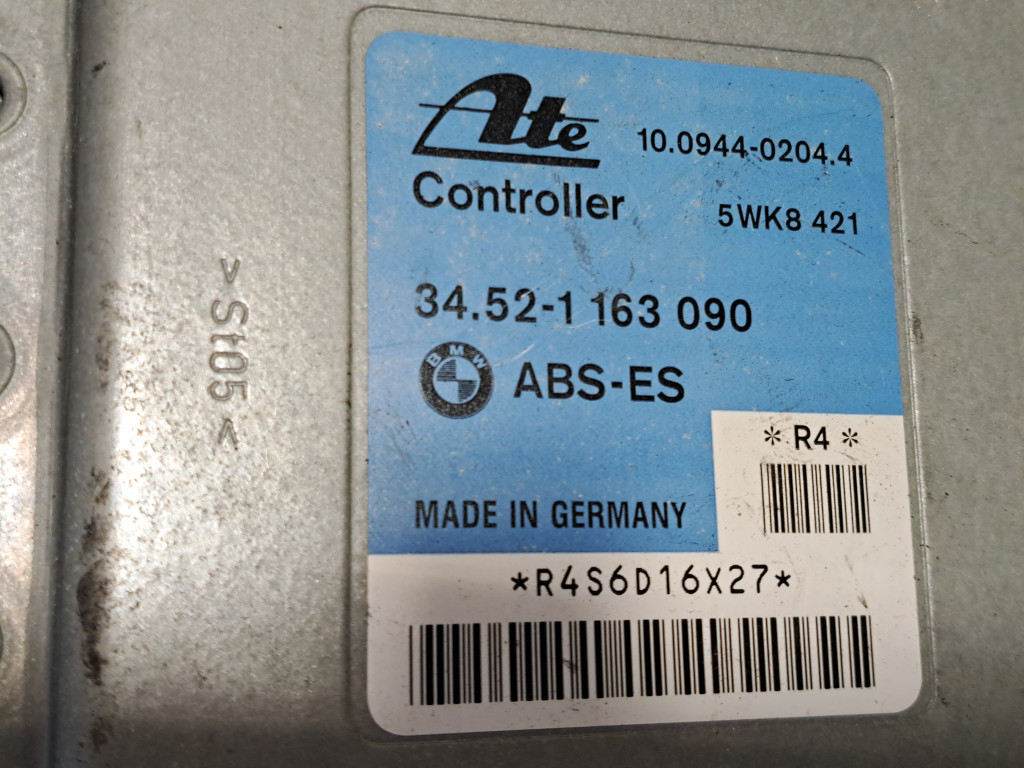 Ate
10.0944-0204.4
Controller
5WK8 421
34.52-1 163 090
BMW
ABS-ES
* R4 *
MADE IN GERMANY
*R4S6D16X27*
>St05<